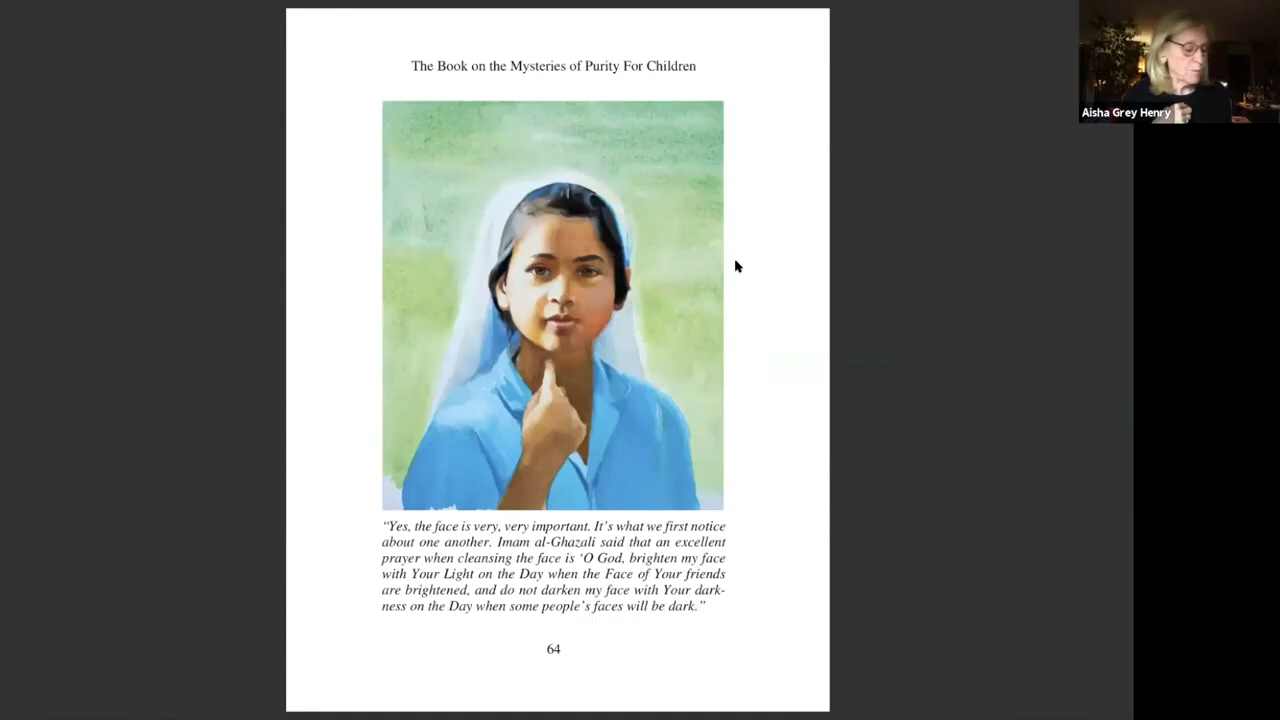 The Book on the Mysteries of Purity For Children
Aisha Grey Henry
“Yes, the face is very, very important. It’s what we first notice
about one another. Imam al-Ghazali said that an excellent
prayer when cleansing the face is ‘O God, brighten my face
with Your Light on the Day when the Face of Your friends
are brightened, and do not darken my face with Your dark-
ness on the Day when some people’s faces will be dark.”
64